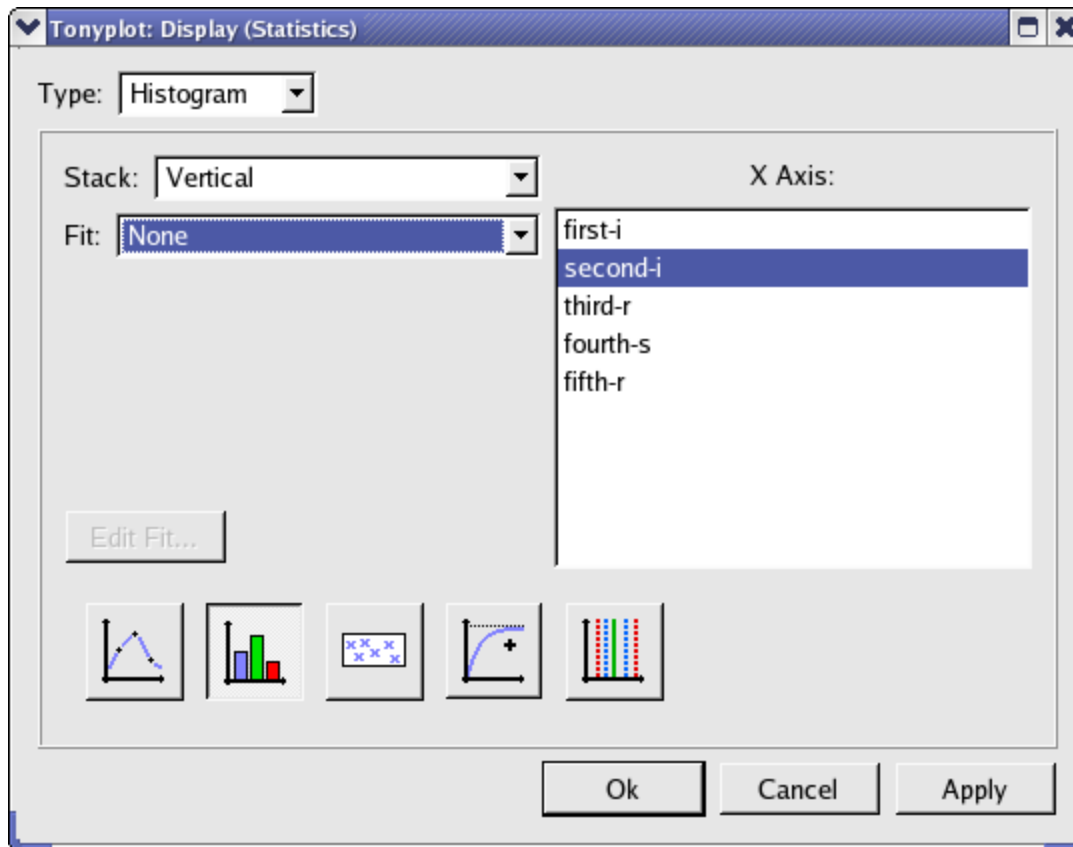 Tonyplot: Display (Statistics)
Type: Histogram
Stack: Vertical
Fit: None
Edit Fit...
X Axis:
first-i
second-i
third-r
fourth-s
fifth-r
Ok Cancel Apply